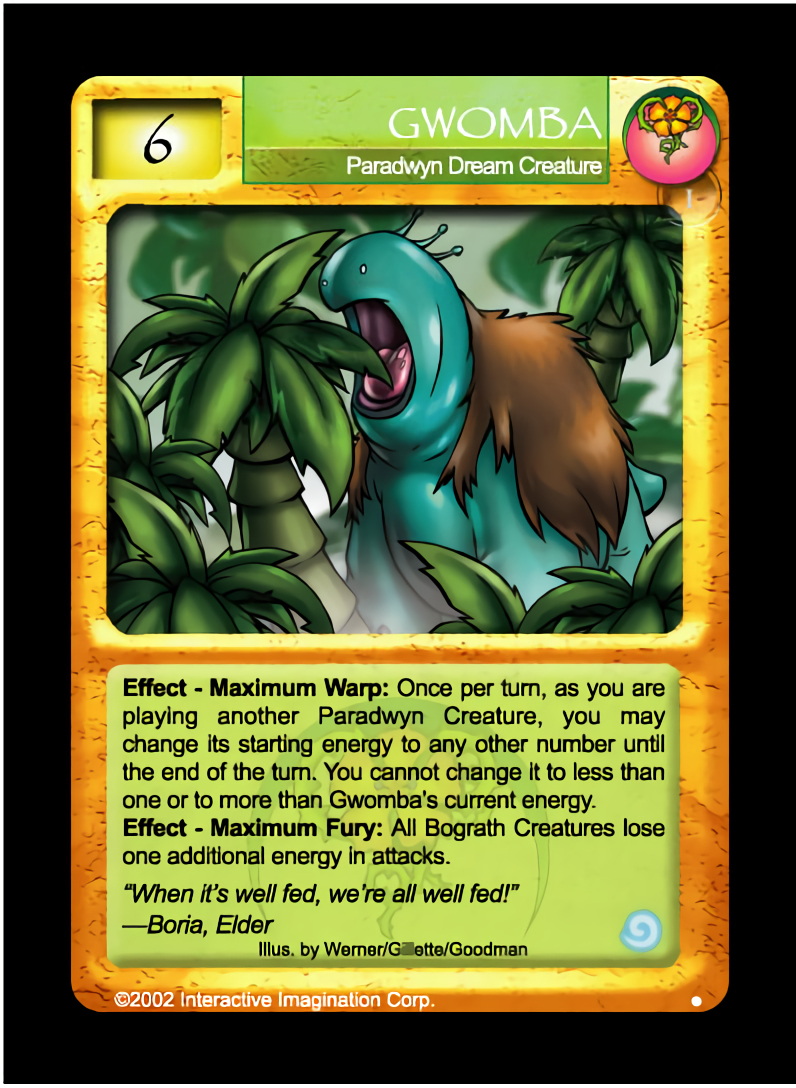 6
GWOMBA
Paradwyn Dream Creature
1
Effect - Maximum Warp: Once per turn, as you are
playing another Paradwyn Creature, you may
change its starting energy to any other number until
the end of the turn. You cannot change it to less than
one or to more than Gwomba's current energy.
Effect - Maximum Fury: All Bograth Creatures lose
one additional energy in attacks.
"When it's well fed, we're all well fed!"
—Boria, Elder
Illus. by Werner/ /Goodman
©2002 Interactive Imagination Corp.